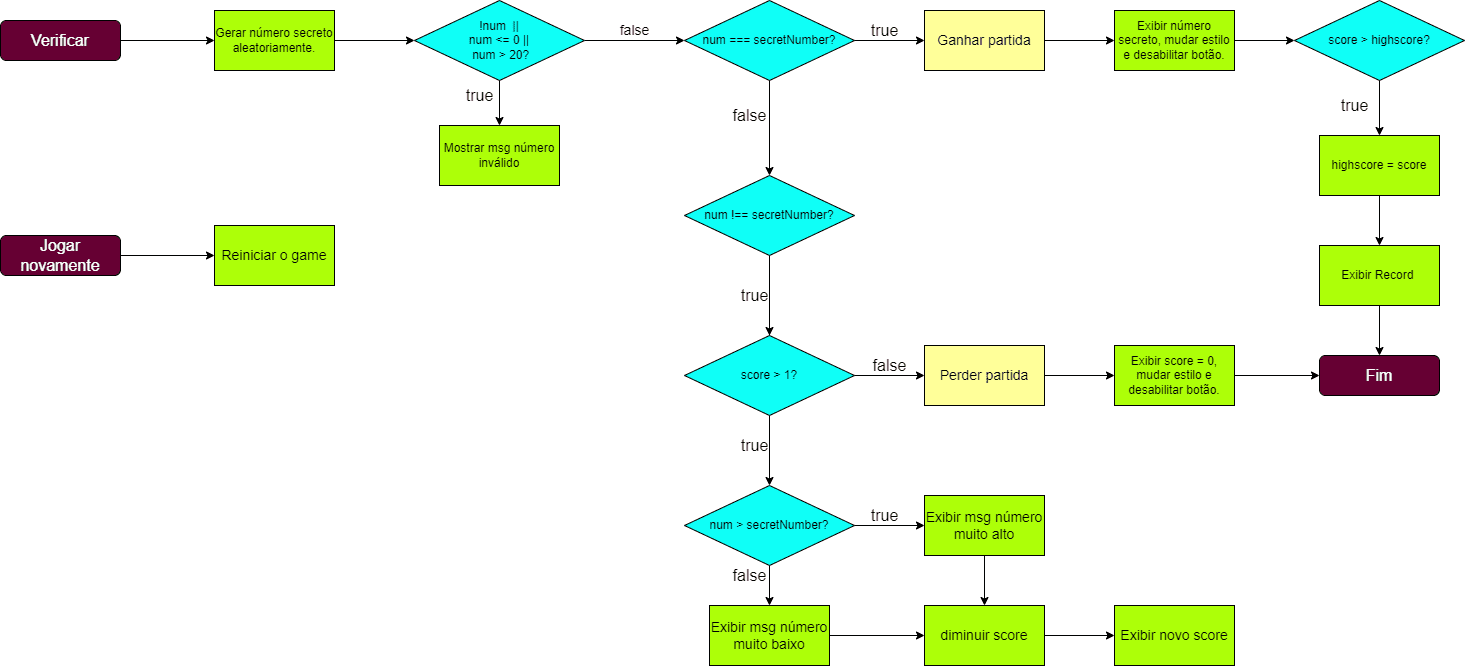 Verificar
Gerar número secreto
aleatoriamente.
!num ||
num <= 0 ||
num > 20?
false
num === secretNumber?
true
Ganhar partida
Exibir número
secreto, mudar estilo
e desabilitar botão.
score > highscore?
true
Mostrar msg número
inválido
false
true
highscore = score
num !== secretNumber?
Jogar
novamente
Reiniciar o game
Exibir Record
true
score > 1?
false
Perder partida
Exibir score = 0,
mudar estilo e
desabilitar botão.
Fim
true
num > secretNumber?
true
Exibir msg número
muito alto
false
Exibir msg número
muito baixo
diminuir score
Exibir novo score